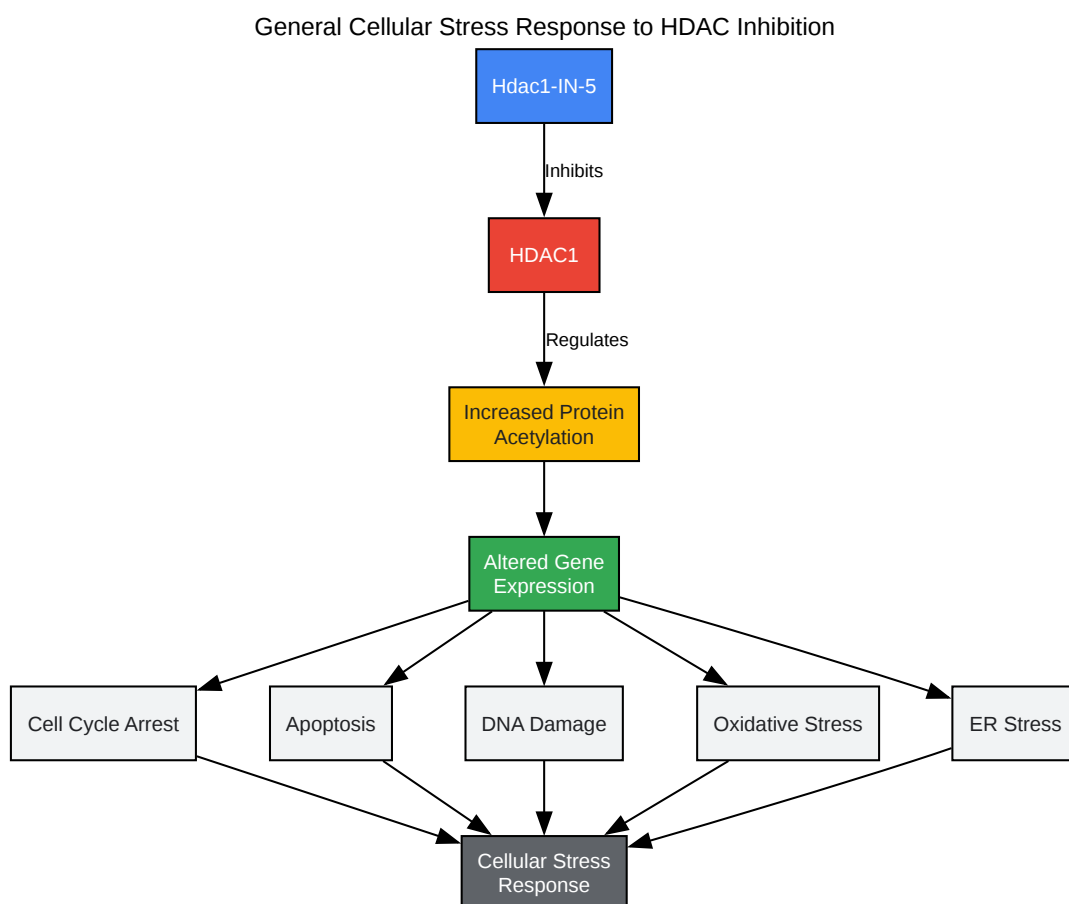 General Cellular Stress Response to HDAC Inhibition
Hdac1-IN-5
Inhibits
HDAC1
Regulates
Increased Protein
Acetylation
Altered Gene
Expression
Cell Cycle Arrest
Apoptosis
DNA Damage
Oxidative Stress
ER Stress
Cellular Stress
Response